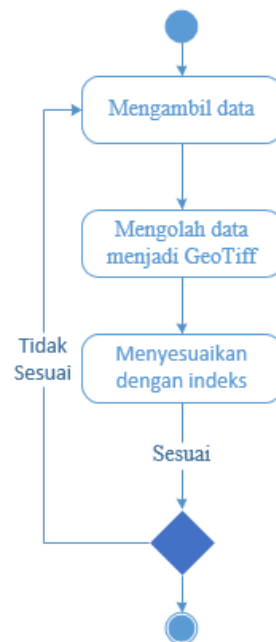 Mengambil data
Mengolah data
menjadi GeoTiff
Tidak
Sesuai
Menyesuaikan
dengan indeks
Sesuai